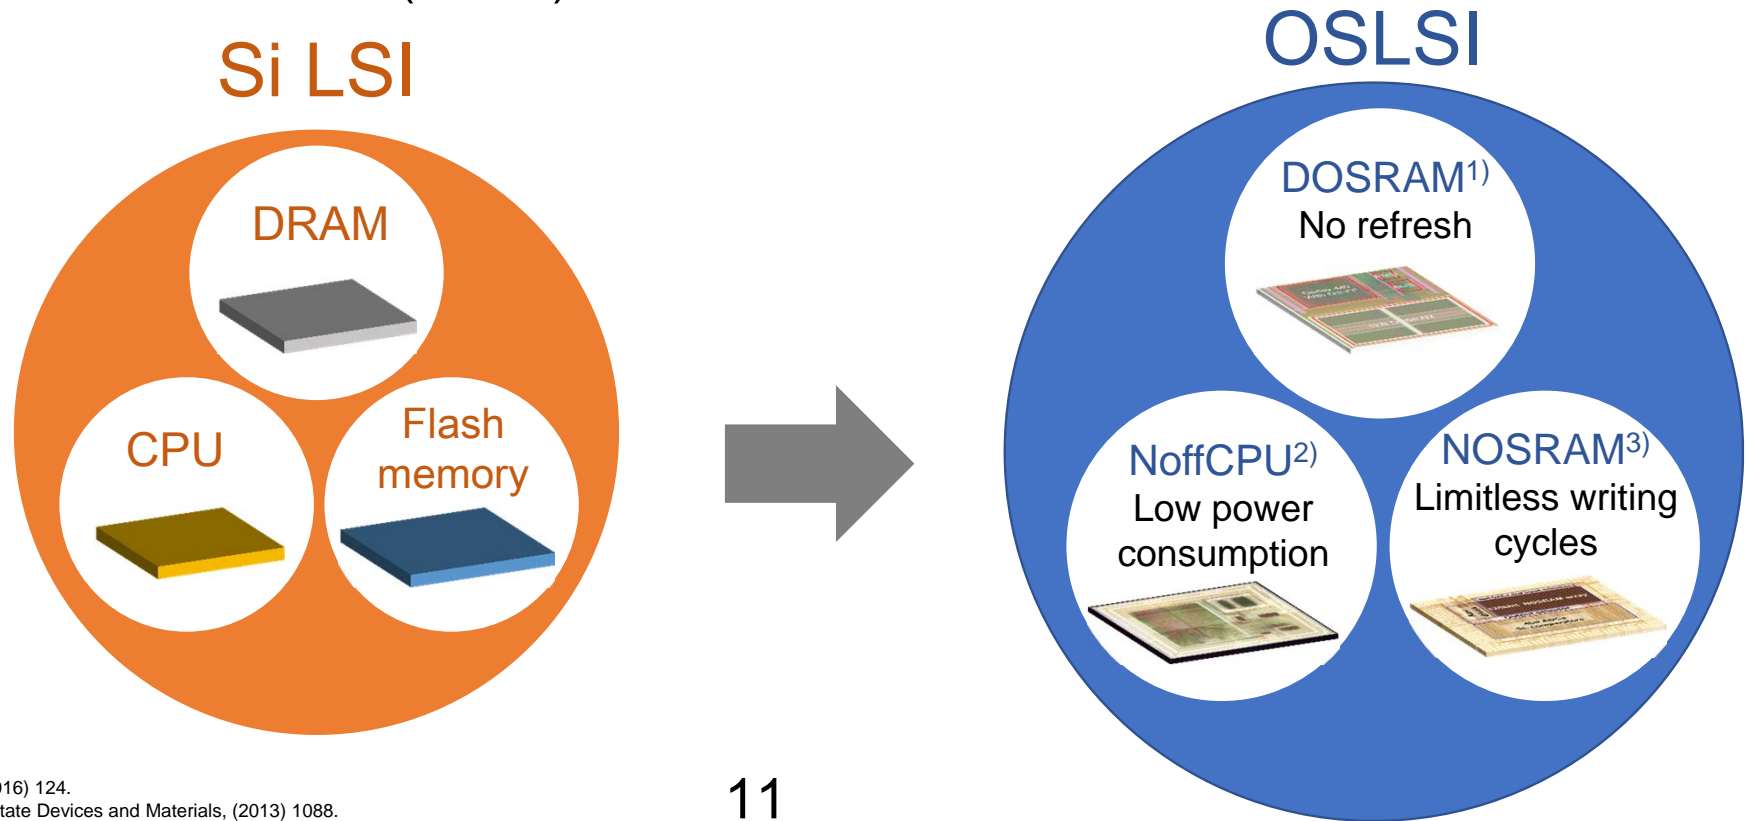 Si LSI
DRAM
CPU
Flash
memory
OSLSI
DOSRAM1)
No refresh
NoffCPU2)
Low power
consumption
NOSRAM3)
Limitless writing
cycles
016) 124.
tate Devices and Materials, (2013) 1088.
11